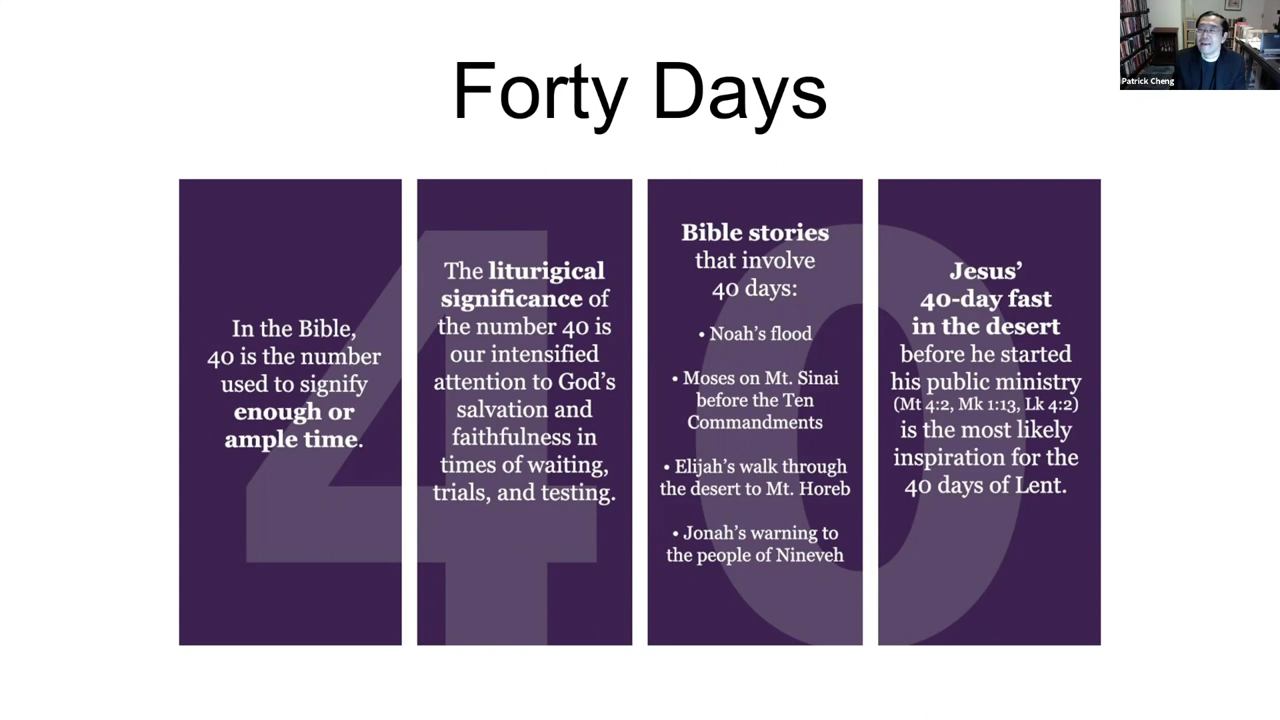 Forty Days
Patrick Cheng
In the Bible,
40 is the number
used to signify
enough or
ample time.
The liturigical
significance of
the number 40 is
our intensified
attention to God's
salvation and
faithfulness in
times of waiting,
trials, and testing.
Bible stories
that involve
40 days:
• Noah's flood
• Moses on Mt. Sinai
before the Ten
Commandments
• Elijah's walk through
the desert to Mt. Horeb
• Jonah's warning to
the people of Nineveh
Jesus'
40-day fast
in the desert
before he started
his public ministry
(Mt 4:2, Mk 1:13, Lk 4:2)
is the most likely
inspiration for the
40 days of Lent.
40